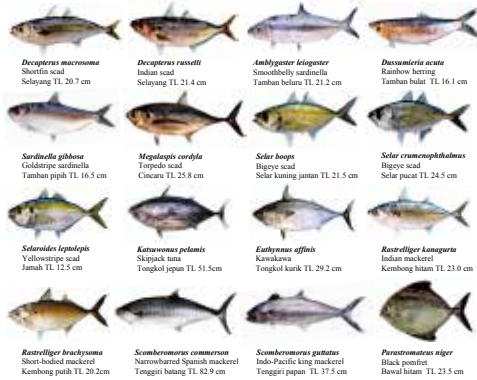 Decapterus macrosoma
Shortfin scad
Selayang TL 20.7 cm
Decapterus russelli
Indian scad
Selayang TL 21.4 cm
Amblygaster leiogaster
Smoothbelly sardinella
Tamban beluru TL 21.2 cm
Dussumieria acuta
Rainbow herring
Tamban bulat TL 16.1 cm
Sardinella gibbosa
Goldstripe sardinella
Tamban pipih TL 16.5 cm
Megalaspis cordyla
Torpedo scad
Cincaru TL 25.8 cm
Selar boops
Bigeye scad
Selar kuning jantan TL 21.5 cm
Selar crumenophthalmus
Bigeye scad
Selar pucat TL 24.5 cm
Selaroides leptolepis
Yellowstripe scad
Jamah TL 12.5 cm
Katsuwonus pelamis
Skipjack tuna
Tongkol jepun TL 51.5cm
Euthynnus affinis
Kawakawa
Tongkol kurik TL 29.2 cm
Rastrelliger kanagurta
Indian mackerel
Kembong hitam TL 23.0 cm
Rastrelliger brachysoma
Short-bodied mackerel
Kembong putih TL 20.2cm
Scomberomorus commerson
Narrowbarred Spanish mackerel
Tenggiri batang TL 82.9 cm
Scomberomorus guttatus
Indo-Pacific king mackerel
Tenggiri papan TL 37.5 cm
Parastromateus niger
Black pomfret
Bawal hitam TL 23.5 cm